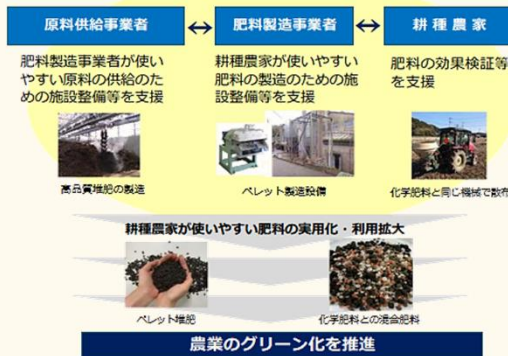 原料供給事業者
肥料製造事業者
耕種農家
肥料製造事業者が使い
やすい原料の供給のた
めの施設整備等を支援
耕種農家が使いやすい
肥料の製造のための施
設整備等を支援
肥料の効果検証等
を支援
高品質堆肥の製造
ペレット製造設備
化学肥料と同じ機械で散布
耕種農家が使いやすい肥料の実用化・利用拡大
ペレット堆肥
化学肥料との混合肥料
農業のグリーン化を推進